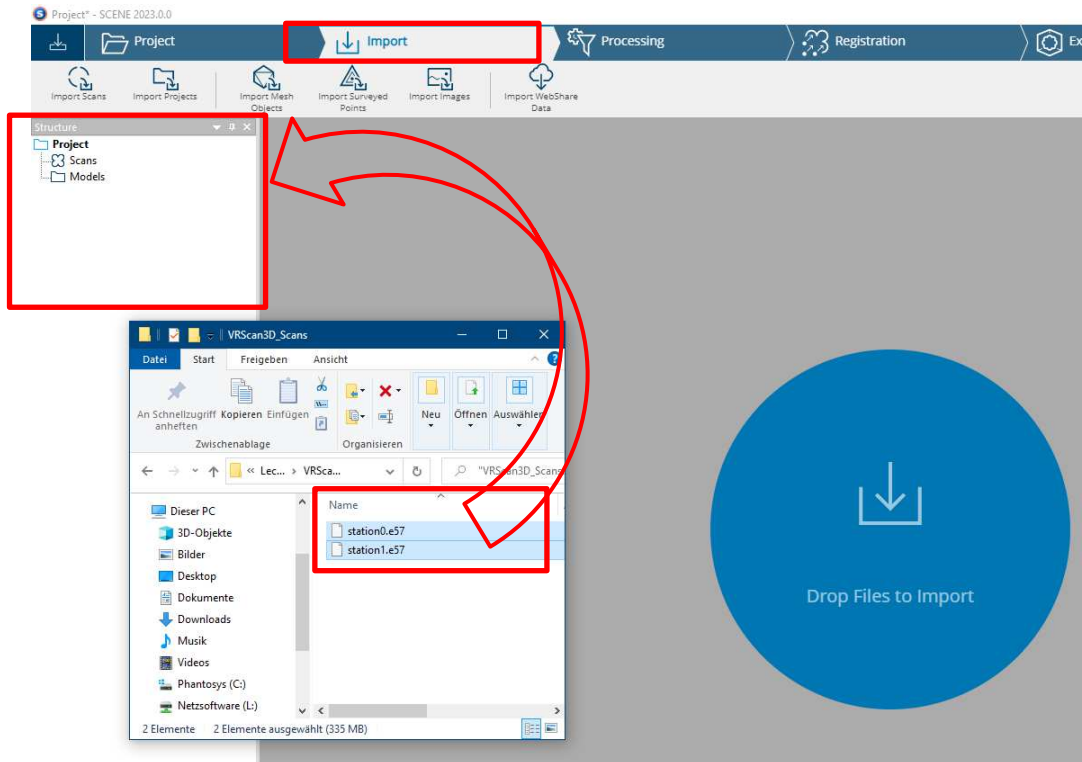 Project* - SCENE 2023.0.0
Project
Import
Processing
Registration
Ex
Import Scans
Import Projects
Import Mesh
Objects
Import Surveyed
Points
Import Images
Import WebShare
Data
Structure
Project
Scans
Models
VRScan3D_Scans
Datei
Start
Freigeben
Ansicht
An Schnellzugriff
anheften
Kopieren
Einfügen
Neu
Öffnen
Auswählen
Zwischenablage
Organisieren
« Lec... › VRSca...
"VRScan3D_Scans
Dieser PC
3D-Objekte
Bilder
Desktop
Dokumente
Downloads
Musik
Videos
Phantosys (C:)
Netzsoftware (L:)
Name
station0.e57
station1.e57
2 Elemente
2 Elemente ausgewählt (335 MB)
Drop Files to Import